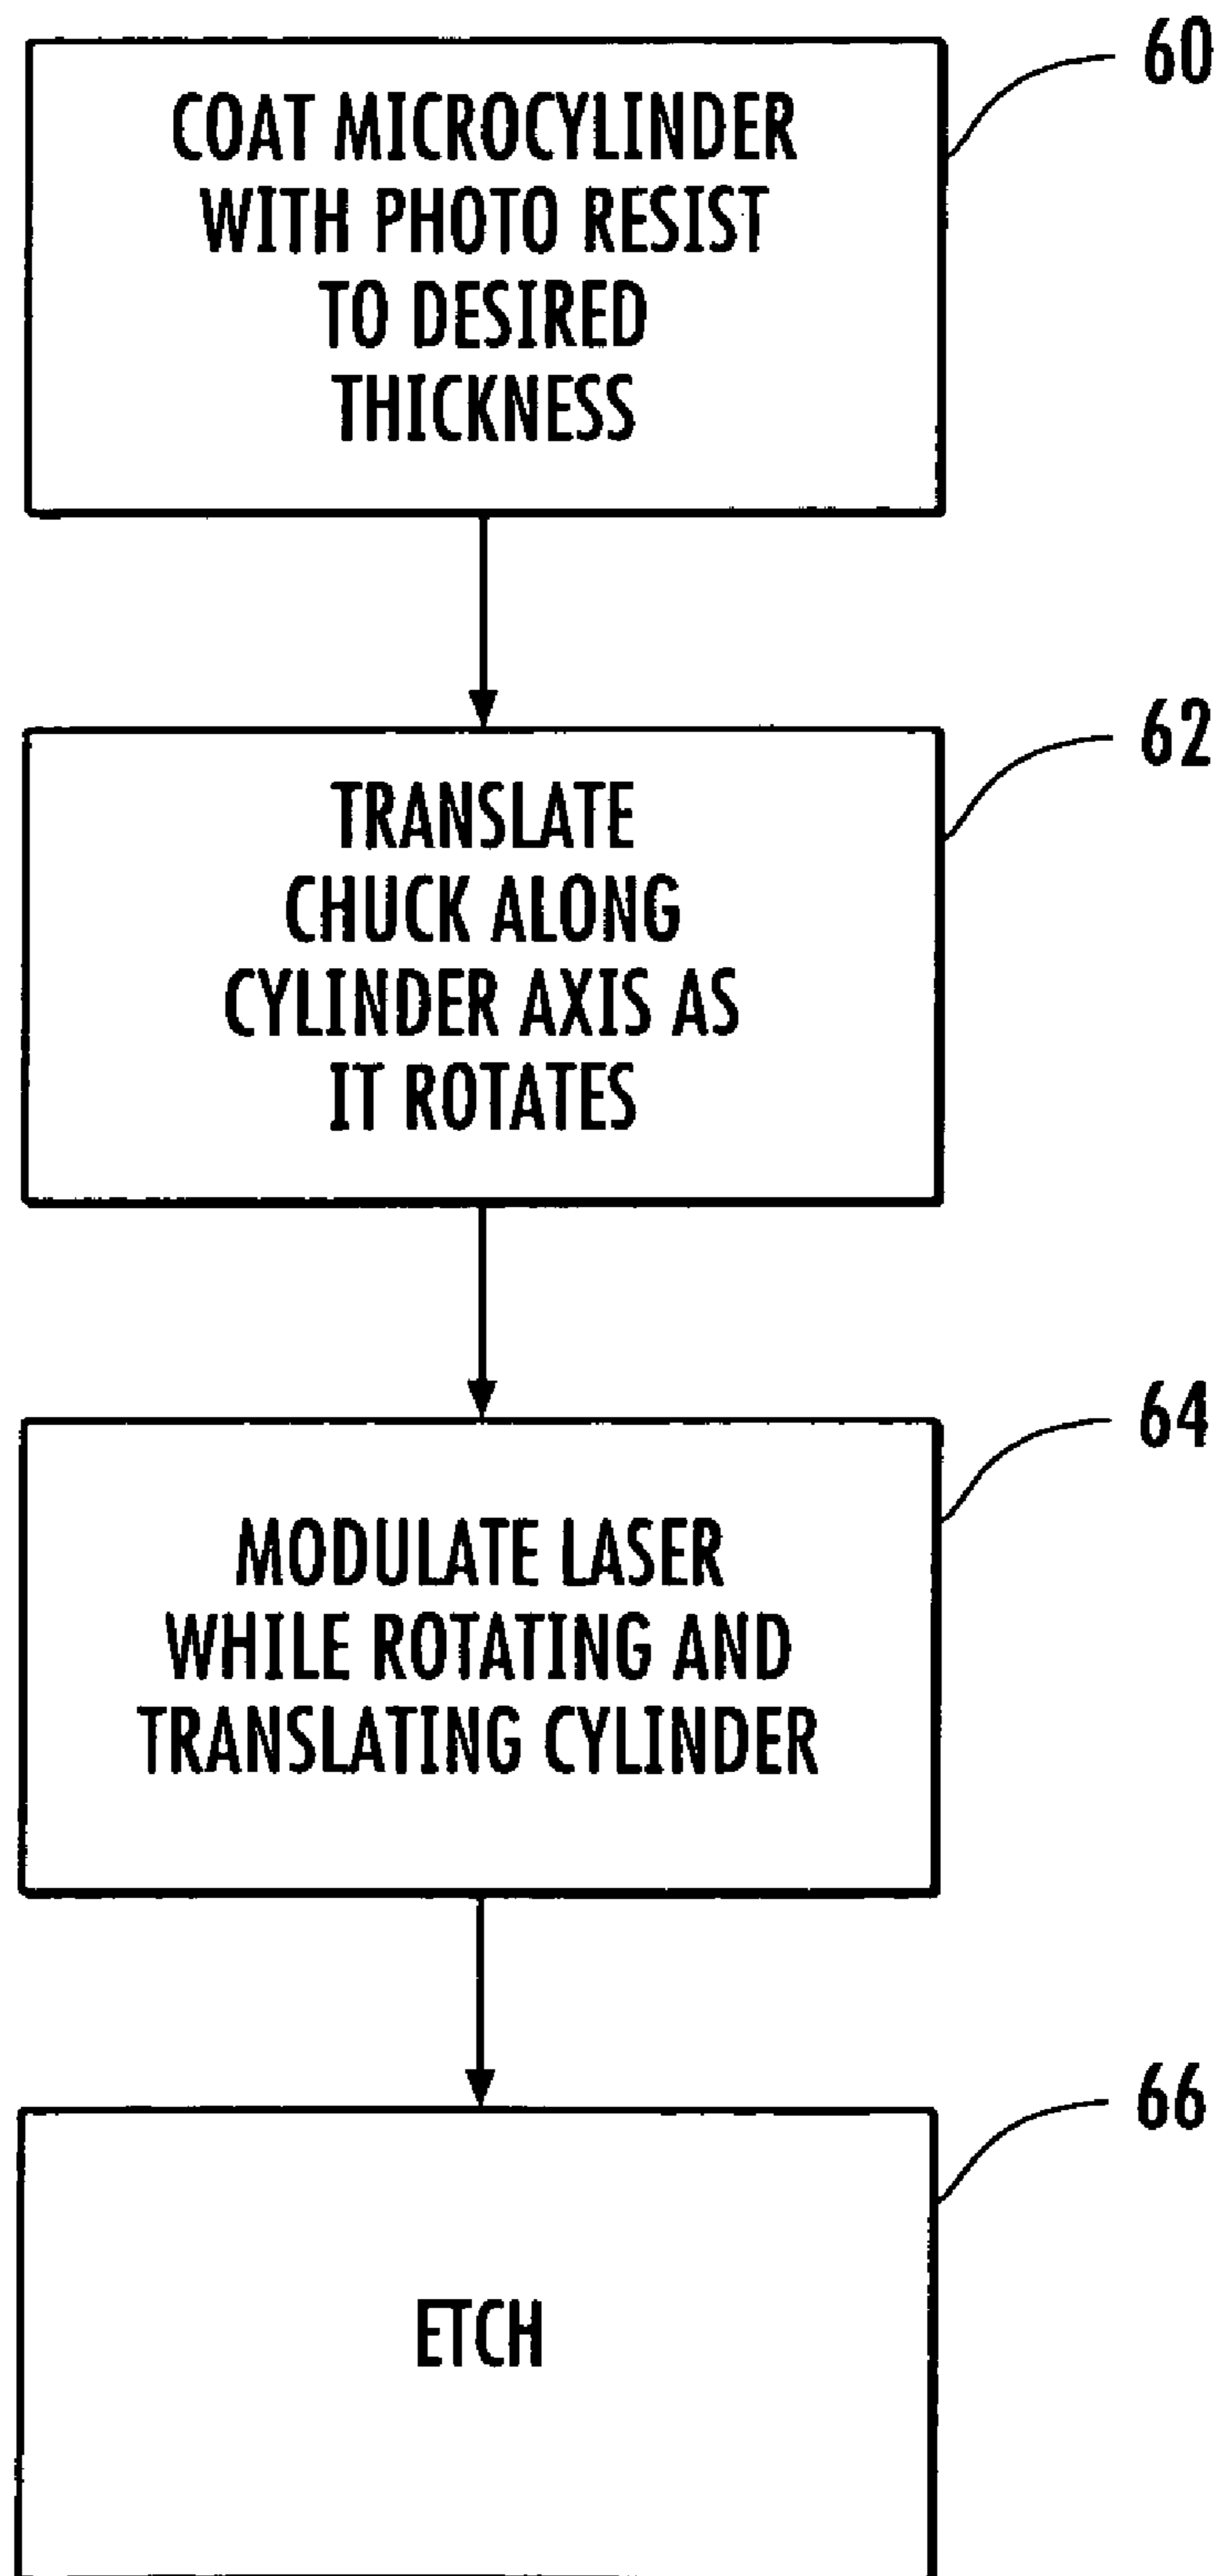 60
COAT MICROCYLINDER
WITH PHOTO RESIST
TO DESIRED
THICKNESS
62
TRANSLATE
CHUCK ALONG
CYLINDER AXIS AS
IT ROTATES
64
MODULATE LASER
WHILE ROTATING AND
TRANSLATING CYLINDER
66
ETCH